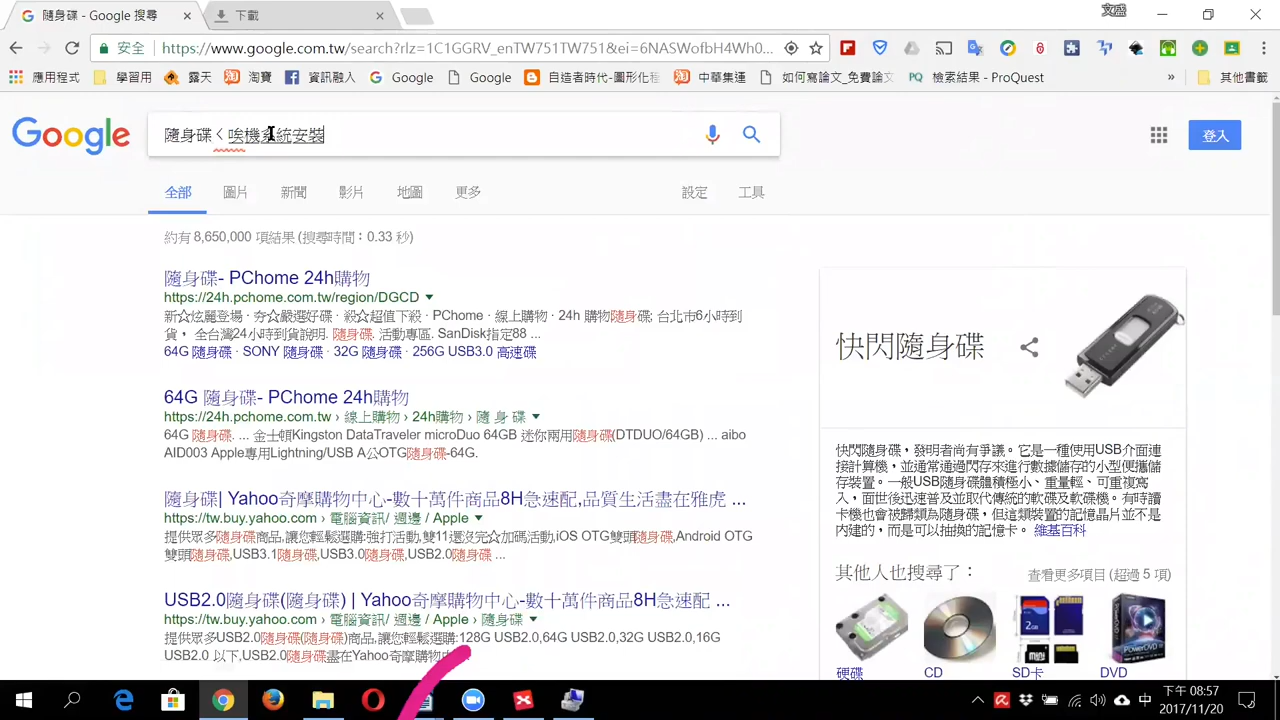 隨身碟 - Google 搜尋
下載
文盛
安全
https://www.google.com.tw/search?rlz=1C1GGRV_enTW751TW751&ei=6NASWofbH4Wh0...
應用程式
學習用
露天
淘寶
資訊融入
Google
Google
自造者時代-圖形化程
中華集運
如何寫論文_免費論文
PQ
檢索結果 - ProQuest
»
其他書籤
Google
隨身碟ㄑ唉機系統安裝
登入
全部
圖片
新聞
影片
地圖
更多
設定
工具
約有 8,650,000 項結果 (搜尋時間：0.33 秒)
隨身碟- PChome 24h購物
https://24h.pchome.com.tw/region/DGCD
新☆炫麗登場 · 夯☆嚴選好碟 · 殺☆超值下殺 · PChome · 線上購物 · 24h 購物隨身碟; 台北市6小時到
貨， 全台灣24小時到貨說明. 隨身碟. 活動專區. SanDisk指定88 ...
64G 隨身碟 · SONY 隨身碟 · 32G 隨身碟 · 256G USB3.0 高速碟
64G 隨身碟- PChome 24h購物
https://24h.pchome.com.tw › 線上購物 › 24h購物 › 隨 身 碟
64G 隨身碟. ... 金士頓Kingston DataTraveler microDuo 64GB 迷你兩用隨身碟(DTDUO/64GB) ... aibo
AID003 Apple專用Lightning/USB A公OTG隨身碟-64G.
隨身碟| Yahoo奇摩購物中心-數十萬件商品8H急速配,品質生活盡在雅虎 ...
https://tw.buy.yahoo.com › 電腦資訊/ 週邊 / Apple
提供眾多隨身碟商品,讓您輕鬆選購:強打活動,雙11還沒完☆加碼活動,iOS OTG雙頭隨身碟,Android OTG
雙頭隨身碟,USB3.1隨身碟,USB3.0隨身碟,USB2.0隨身碟 ...
USB2.0隨身碟(隨身碟) | Yahoo奇摩購物中心-數十萬件商品8H急速配 ...
https://tw.buy.yahoo.com › 電腦資訊/ 週邊 / Apple › 隨身碟
提供眾多USB2.0隨身碟(隨身碟)商品,讓您輕鬆選購:128G USB2.0,64G USB2.0,32G USB2.0,16G
USB2.0 以下,USB2.0隨身碟盡在Yahoo奇摩購物中
快閃隨身碟
快閃隨身碟，發明者尚有爭議。它是一種使用USB介面連
接計算機，並通常通過閃存來進行數據儲存的小型便攜儲
存裝置。一般USB隨身碟體積極小、重量輕、可重複寫
入，面世後迅速普及並取代傳統的軟碟及軟碟機。有時讀
卡機也會被歸類為隨身碟，但這類裝置的記憶晶片並不是
內建的，而是可以抽換的記憶卡。 維基百科
其他人也搜尋了：
查看更多項目 (超過 5 項)
硬碟
CD
SD卡
DVD
中
下午 08:57
2017/11/20